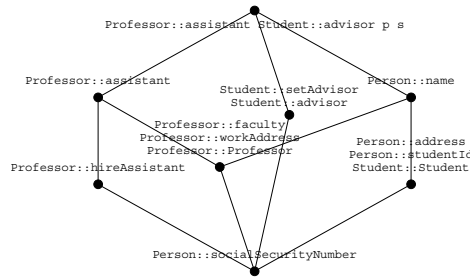 Professor::assistant Student::advisor p s
Professor::assistant
Person::name
Student::setAdvisor
Student::advisor
Professor::faculty
Professor::workAddress
Professor::Professor
Person::address
Person::studentId
Student::Student
Professor::hireAssistant
Person::socialSecurityNumber